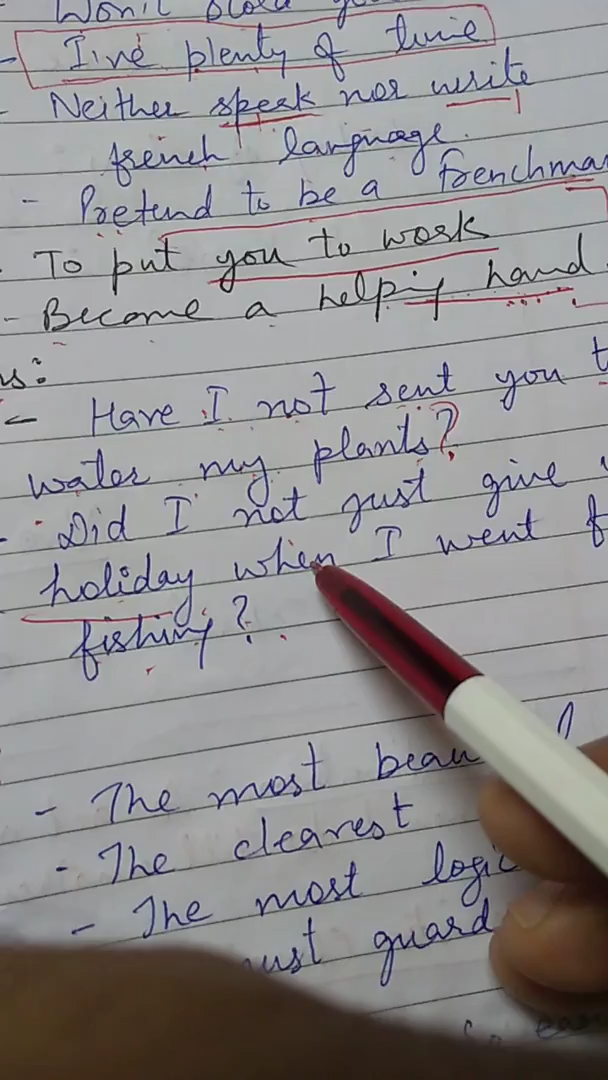 - I've plenty of time
- Neither speak nor write
french language.
- Pretend to be a frenchman
- To put you to work
- Become a helping hand.
- Have I not sent you t
water my plants?
- Did I not just give
holiday when I went f
fishing?
- The most beau
- The clearest
- The most logic
must guard